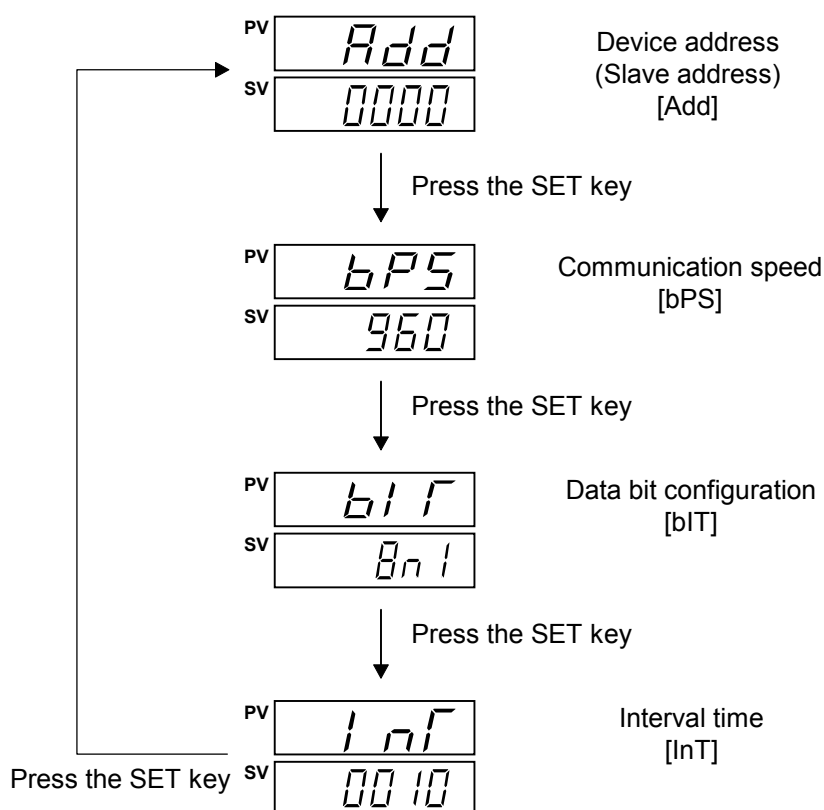 PV Add
SV 0000
Device address
(Slave address)
[Add]
Press the SET key
PV bPS
SV 960
Communication speed
[bPS]
Press the SET key
PV bIT
SV 8n1
Data bit configuration
[bIT]
Press the SET key
PV InT
SV 0010
Interval time
[InT]
Press the SET key